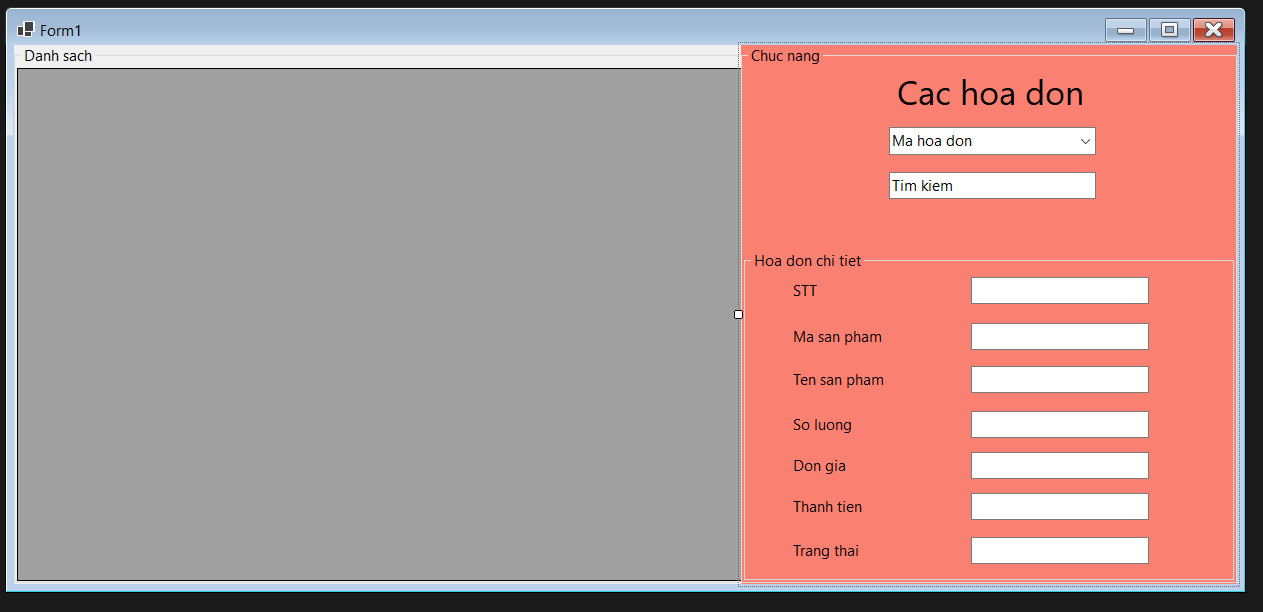 Form1
Danh sach
Chuc nang
Cac hoa don
Ma hoa don
Tim kiem
Hoa don chi tiet
STT
Ma san pham
Ten san pham
So luong
Don gia
Thanh tien
Trang thai